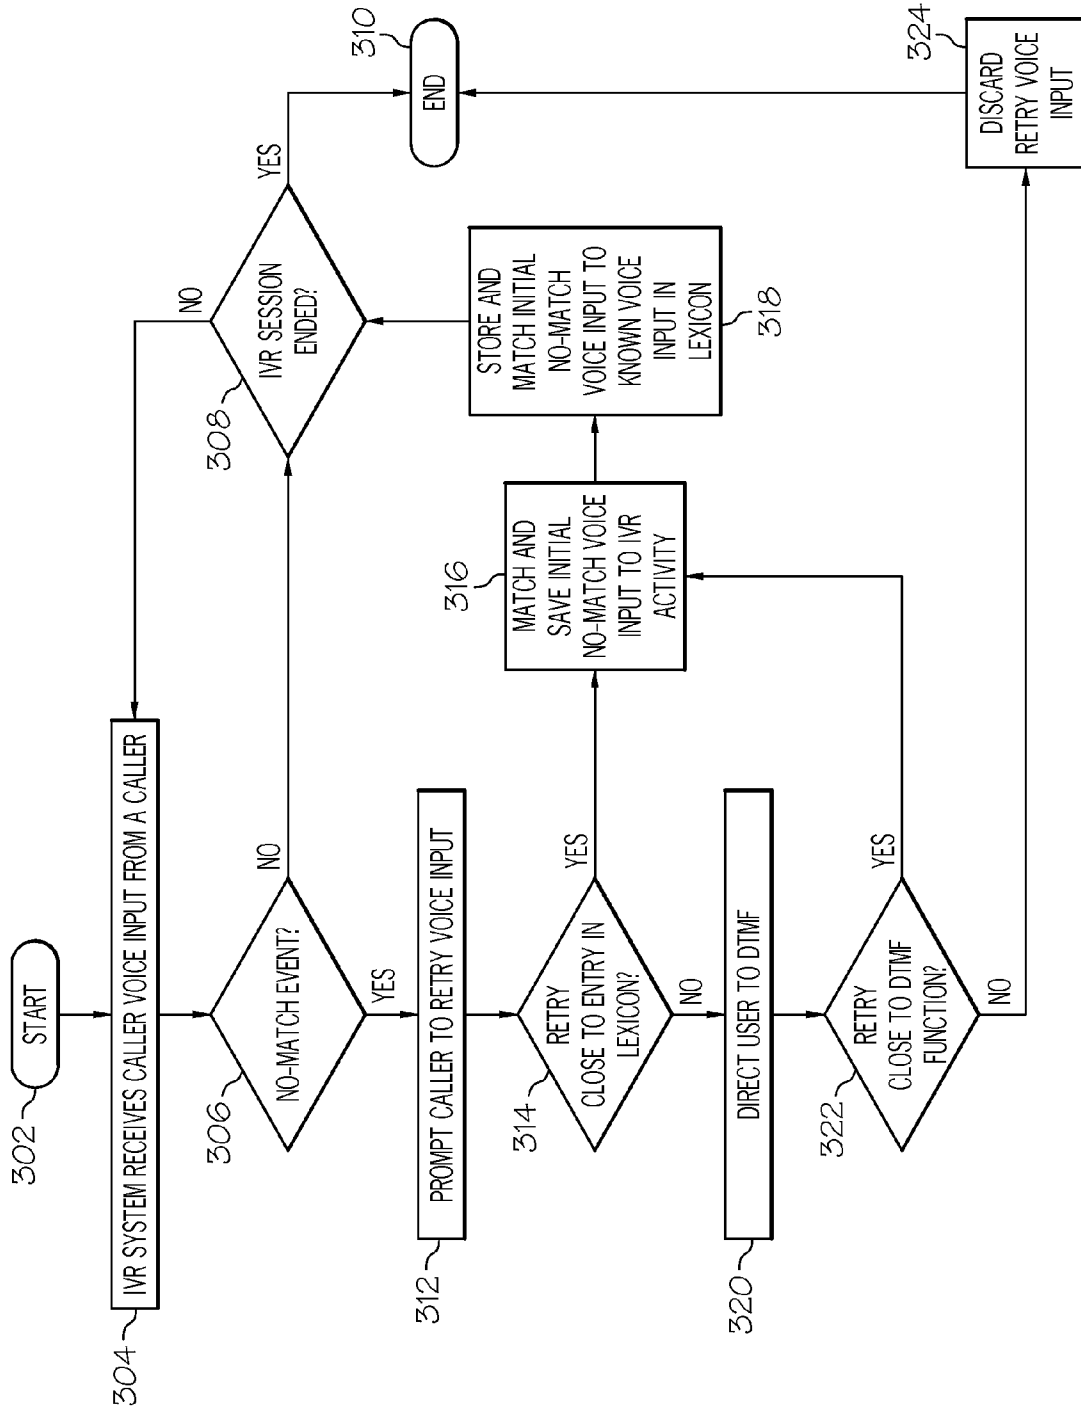 302
START
304
IVR SYSTEM RECEIVES CALLER VOICE INPUT FROM A CALLER
306
NO-MATCH EVENT?
NO
YES
308
IVR SESSION
ENDED?
NO
YES
310
END
312
PROMPT CALLER TO RETRY VOICE INPUT
314
RETRY
CLOSE TO ENTRY IN
LEXICON?
YES
NO
316
MATCH AND
SAVE INITIAL
NO-MATCH VOICE
INPUT TO IVR
ACTIVITY
STORE AND
MATCH INITIAL
NO-MATCH
VOICE INPUT TO
KNOWN VOICE
INPUT IN
LEXICON
318
320
DIRECT USER TO DTMF
322
RETRY
CLOSE TO DTMF
FUNCTION?
YES
NO
324
DISCARD
RETRY VOICE
INPUT